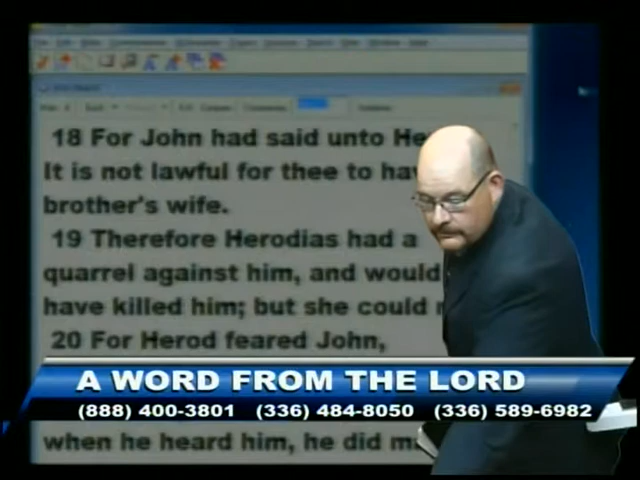 18 For John had said unto He
It is not lawful for thee to ha
brother's wife.
19 Therefore Herodias had a
quarrel against him, and would
have killed him; but she could
20 For Herod feared John,
A WORD FROM THE LORD
(888) 400-3801 (336) 484-8050 (336) 589-6982
when he heard him, he did m